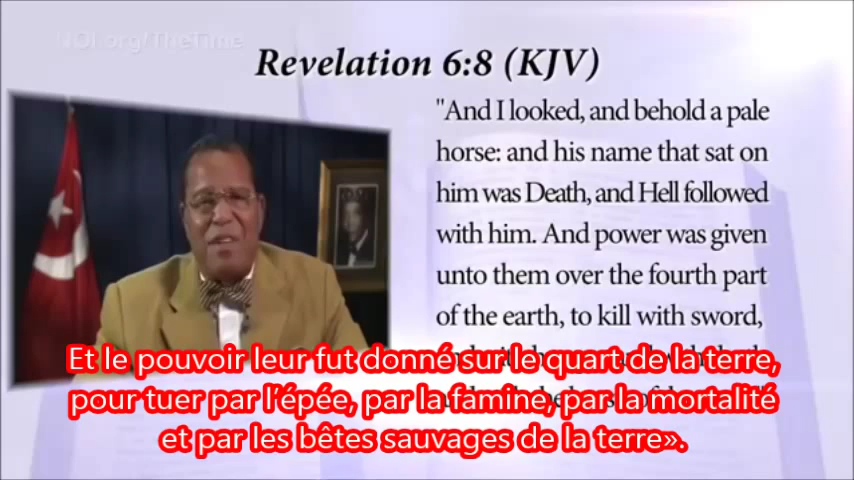 NOI.org/TheTime
Revelation 6:8 (KJV)
"And I looked, and behold a pale
horse: and his name that sat on
him was Death, and Hell followed
with him. And power was given
unto them over the fourth part
of the earth, to kill with sword,
Et le pouvoir leur fut donné sur le quart de la terre,
pour tuer par l'épée, par la famine, par la mortalité
et par les bêtes sauvages de la terre».